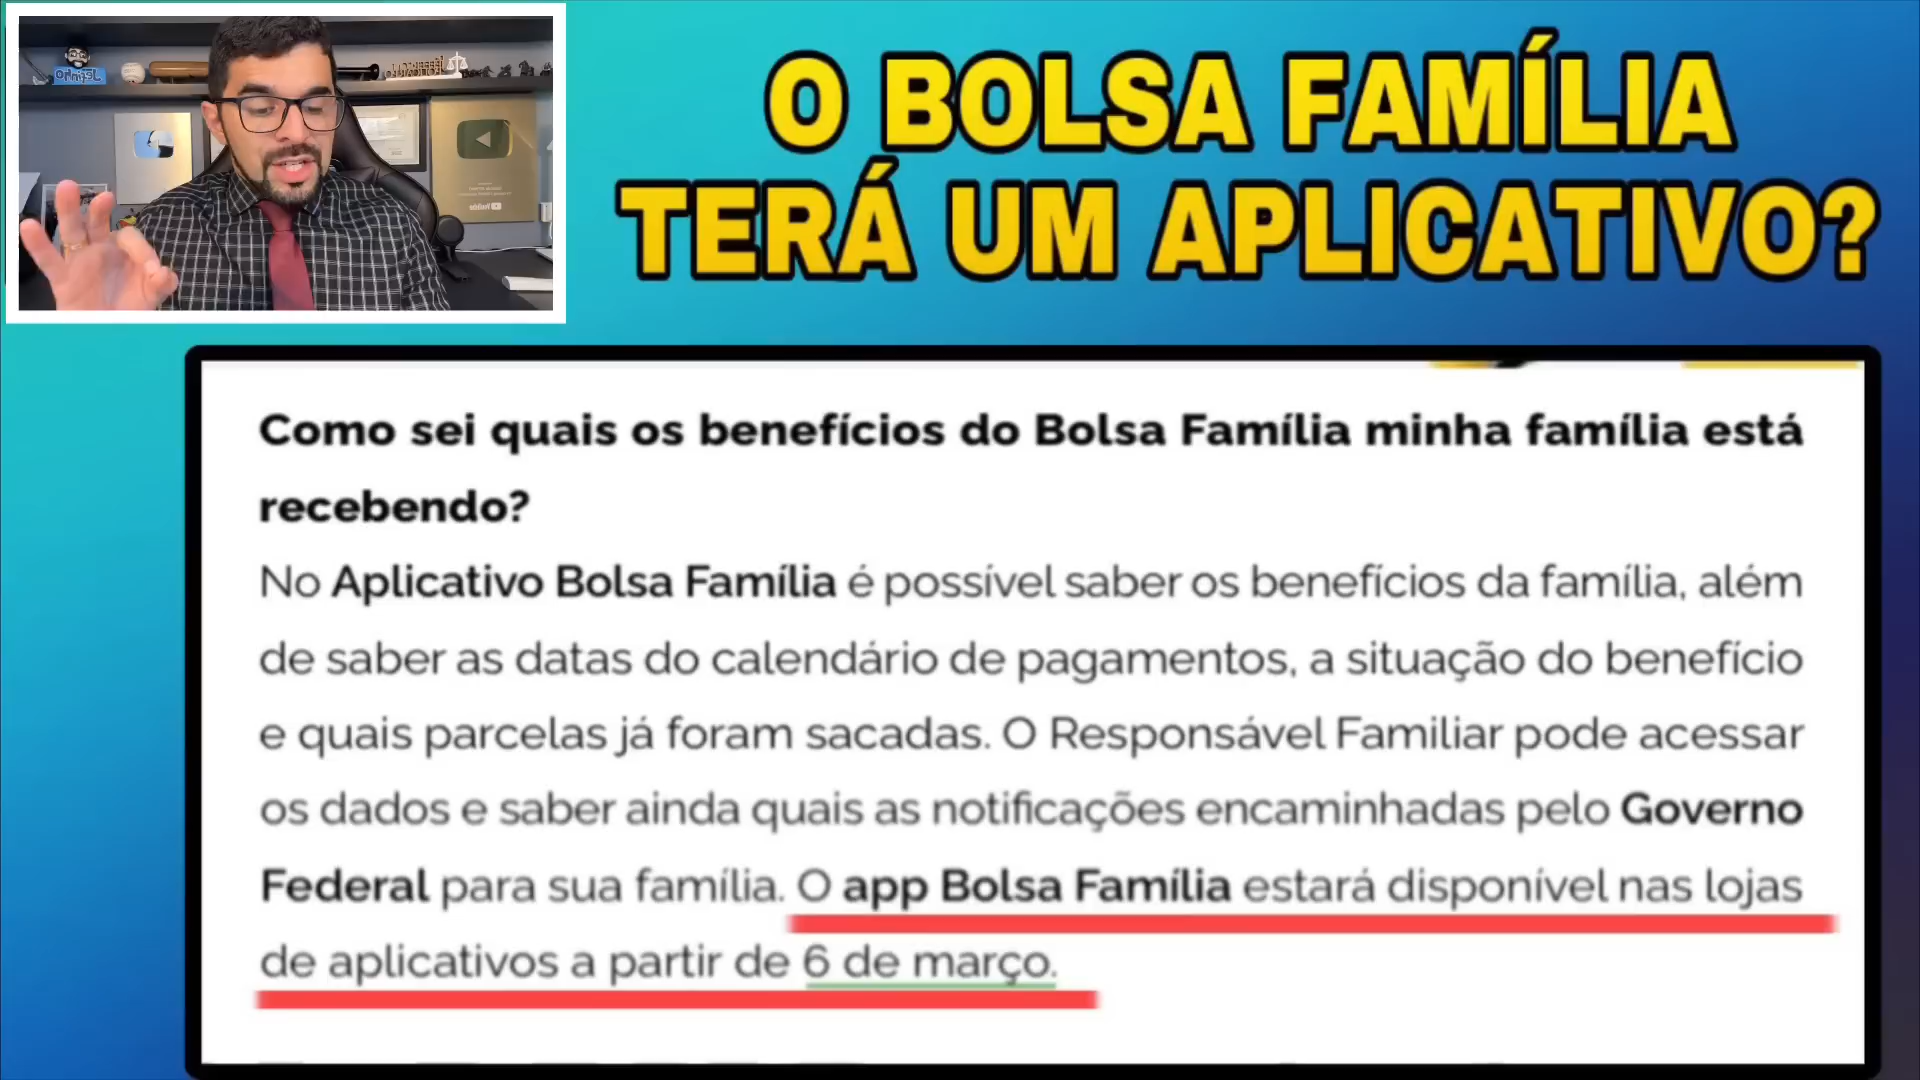 O BOLSA FAMÍLIA
TERÁ UM APLICATIVO?
Como sei quais os benefícios do Bolsa Família minha família está
recebendo?
No Aplicativo Bolsa Família é possível saber os benefícios da família, além
de saber as datas do calendário de pagamentos, a situação do benefício
e quais parcelas já foram sacadas. O Responsável Familiar pode acessar
os dados e saber ainda quais as notificações encaminhadas pelo Governo
Federal para sua família. O app Bolsa Família estará disponível nas lojas
de aplicativos a partir de 6 de março.
YouTube